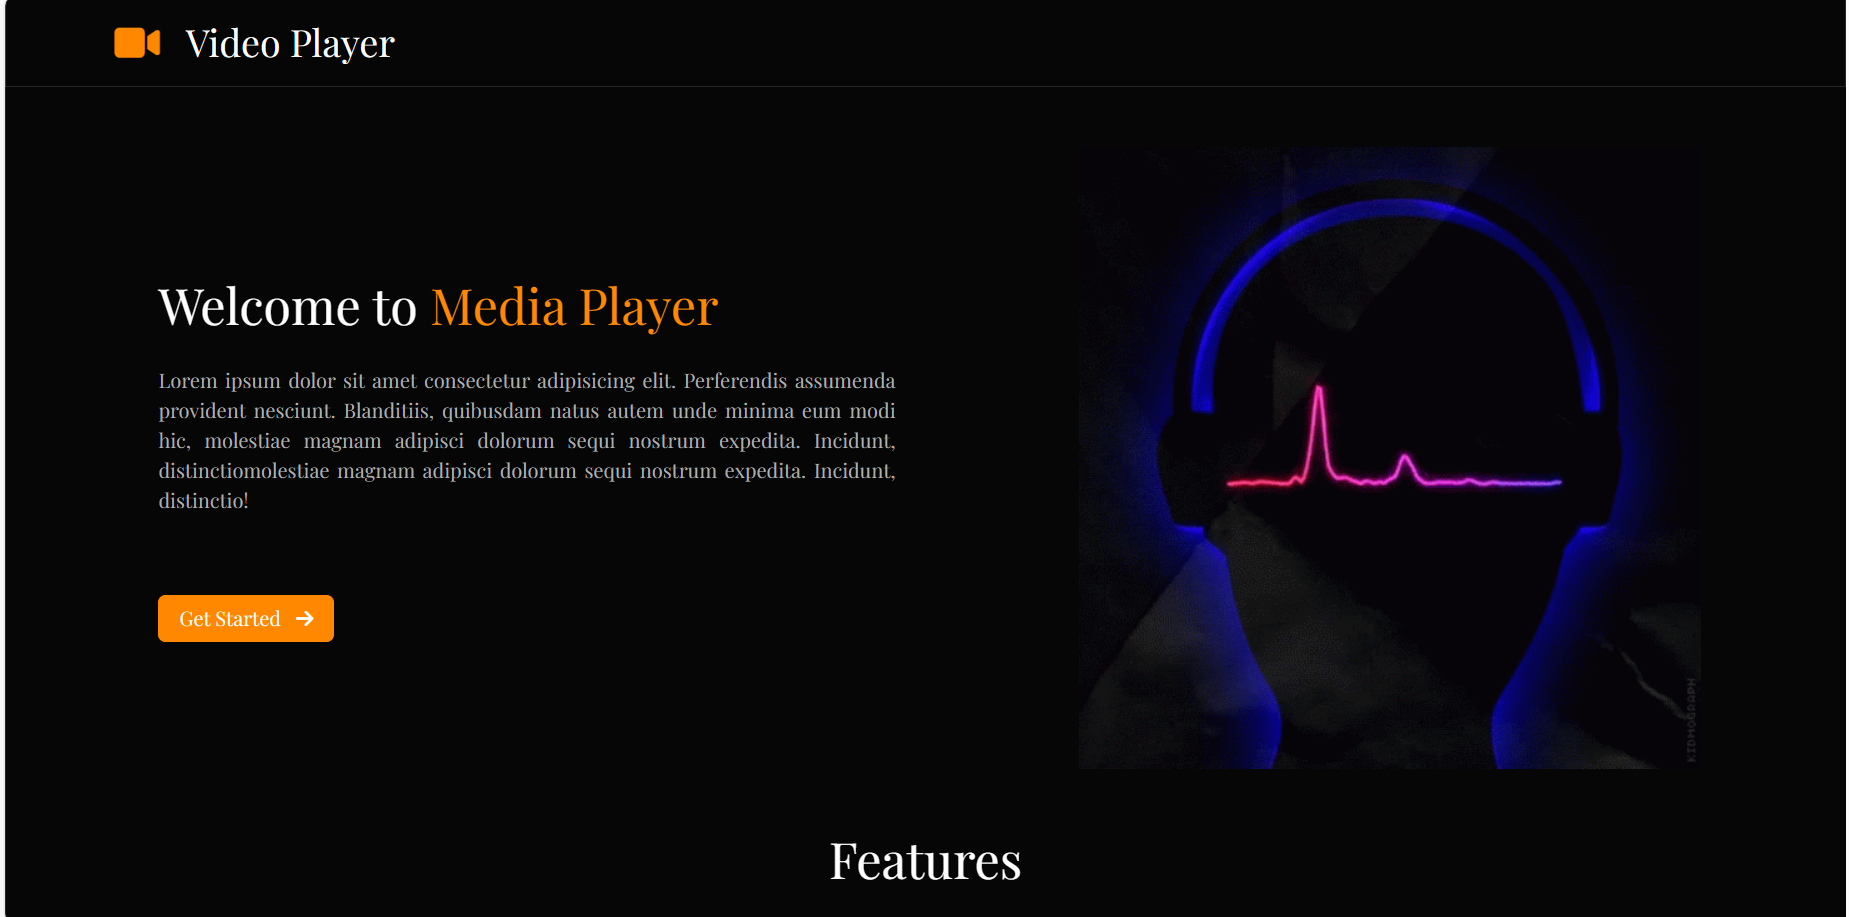 Video Player
Welcome to Media Player
Lorem ipsum dolor sit amet consectetur adipisicing elit. Perferendis assumenda
provident nesciunt. Blanditiis, quibusdam natus autem unde minima eum modi
hic, molestiae magnam adipisci dolorum sequi nostrum expedita. Incidunt,
distinctiomolestiae magnam adipisci dolorum sequi nostrum expedita. Incidunt,
distinctio!
Get Started
KIDMOGRAPH
Features